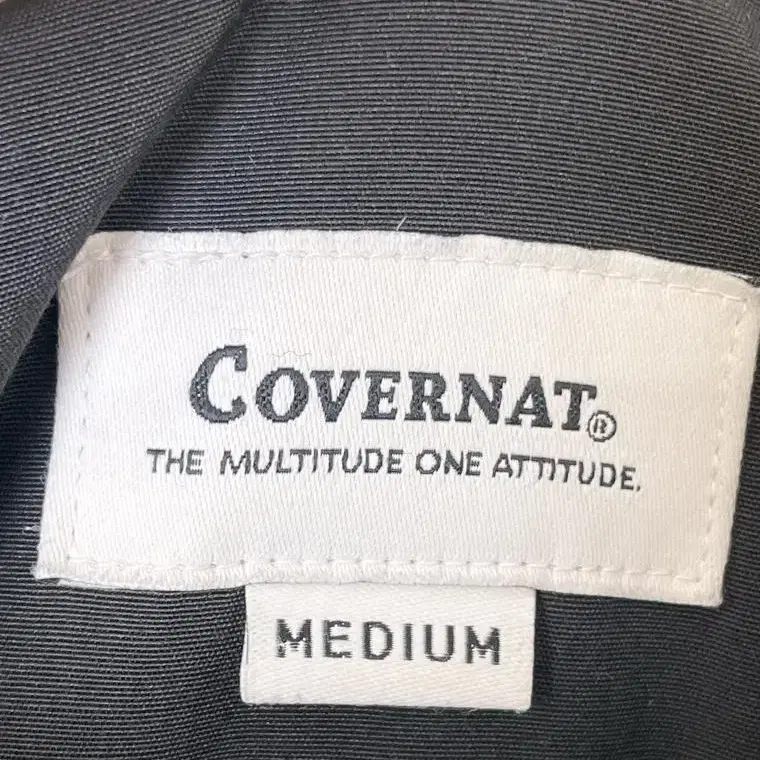 COVERNAT®
THE MULTITUDE ONE ATTITUDE.
MEDIUM